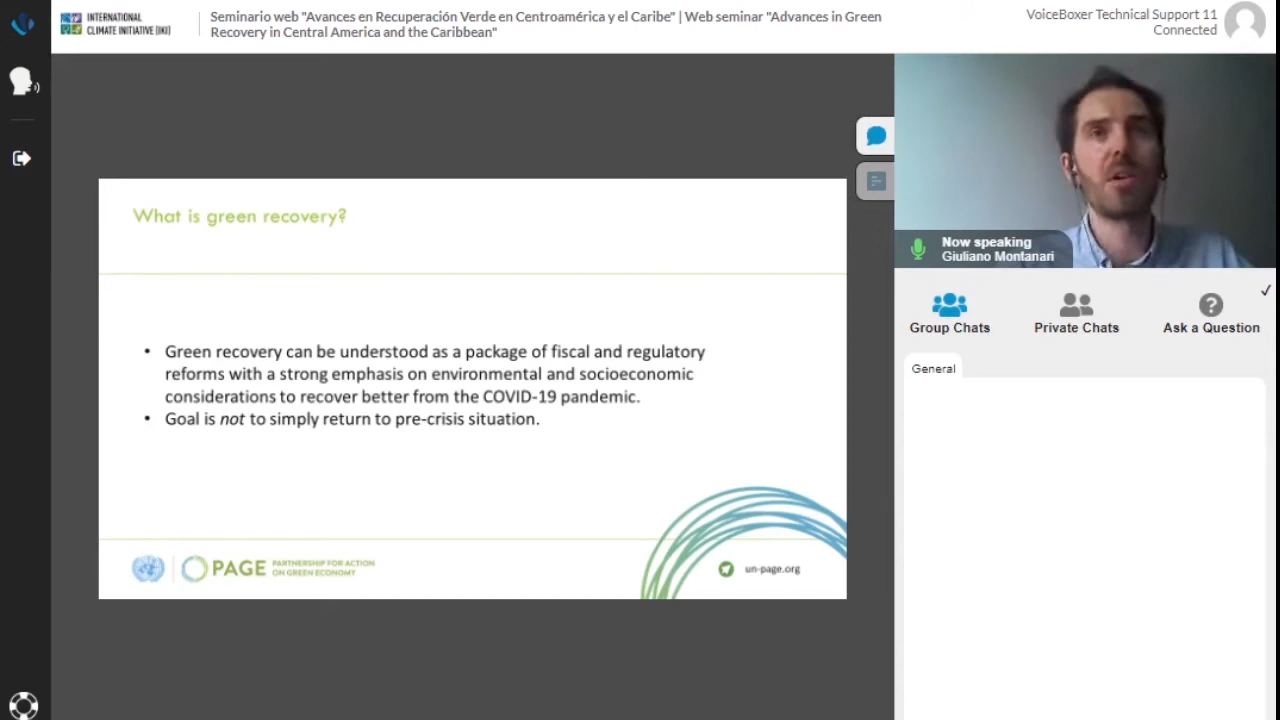 INTERNATIONAL
CLIMATE INITIATIVE (IKI)
Seminario web "Avances en Recuperación Verde en Centroamérica y el Caribe" | Web seminar "Advances in Green
Recovery in Central America and the Caribbean"
VoiceBoxer Technical Support 11
Connected
What is green recovery?
• Green recovery can be understood as a package of fiscal and regulatory
reforms with a strong emphasis on environmental and socioeconomic
considerations to recover better from the COVID-19 pandemic.
• Goal is not to simply return to pre-crisis situation.
PAGE
PARTNERSHIP FOR ACTION
ON GREEN ECONOMY
un-page.org
Now speaking
Giuliano Montanari
Group Chats
Private Chats
Ask a Question
General